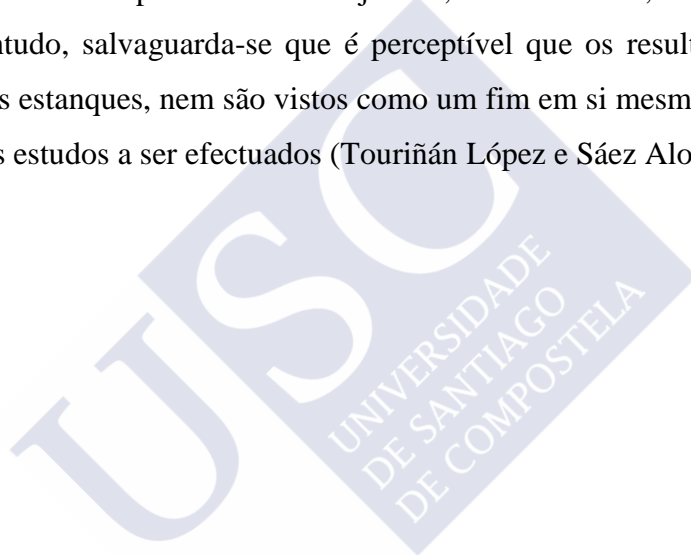 ntudo, salvaguarda-se que é perceptível que os result
s estanques, nem são vistos como um fim em si mesm
s estudos a ser efectuados (Touriñán López e Sáez Alo
USC
UNIVERSIDADE
DE SANTIAGO
DE COMPOSTELA